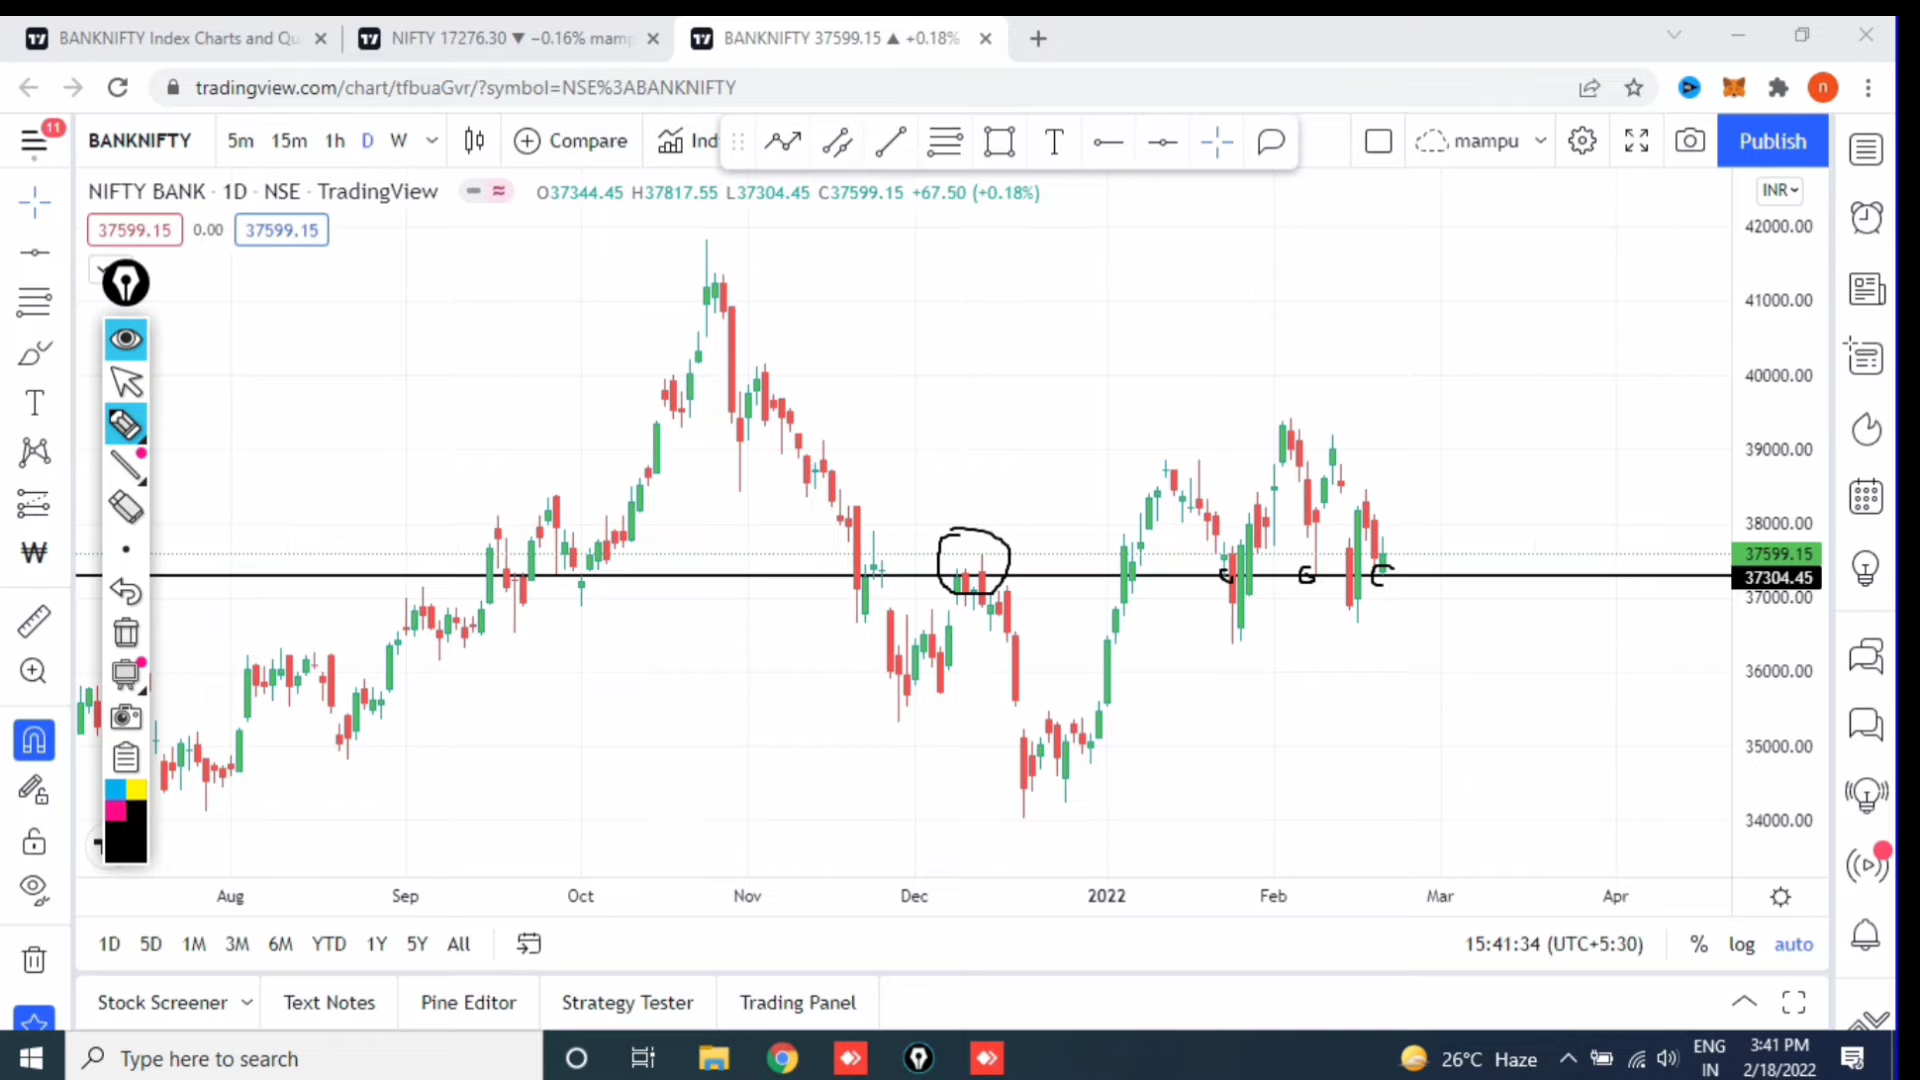 BANKNIFTY Index Charts and Qu
NIFTY 17276.30 ▼ −0.16% mamp
BANKNIFTY 37599.15 ▲ +0.18%
tradingview.com/chart/tfbuaGvr/?symbol=NSE%3ABANKNIFTY
n
11
BANKNIFTY 5m 15m 1h D W Compare Ind T mampu Publish
NIFTY BANK · 1D · NSE · TradingView O37344.45 H37817.55 L37304.45 C37599.15 +67.50 (+0.18%)
INR
37599.15 0.00 37599.15
42000.00
41000.00
40000.00
39000.00
38000.00
37599.15
37304.45
37000.00
36000.00
35000.00
34000.00
Aug Sep Oct Nov Dec 2022 Feb Mar Apr
1D 5D 1M 3M 6M YTD 1Y 5Y All 15:41:34 (UTC+5:30) % log auto
Stock Screener Text Notes Pine Editor Strategy Tester Trading Panel
Type here to search
26°C Haze
ENG
IN
3:41 PM
2/18/2022